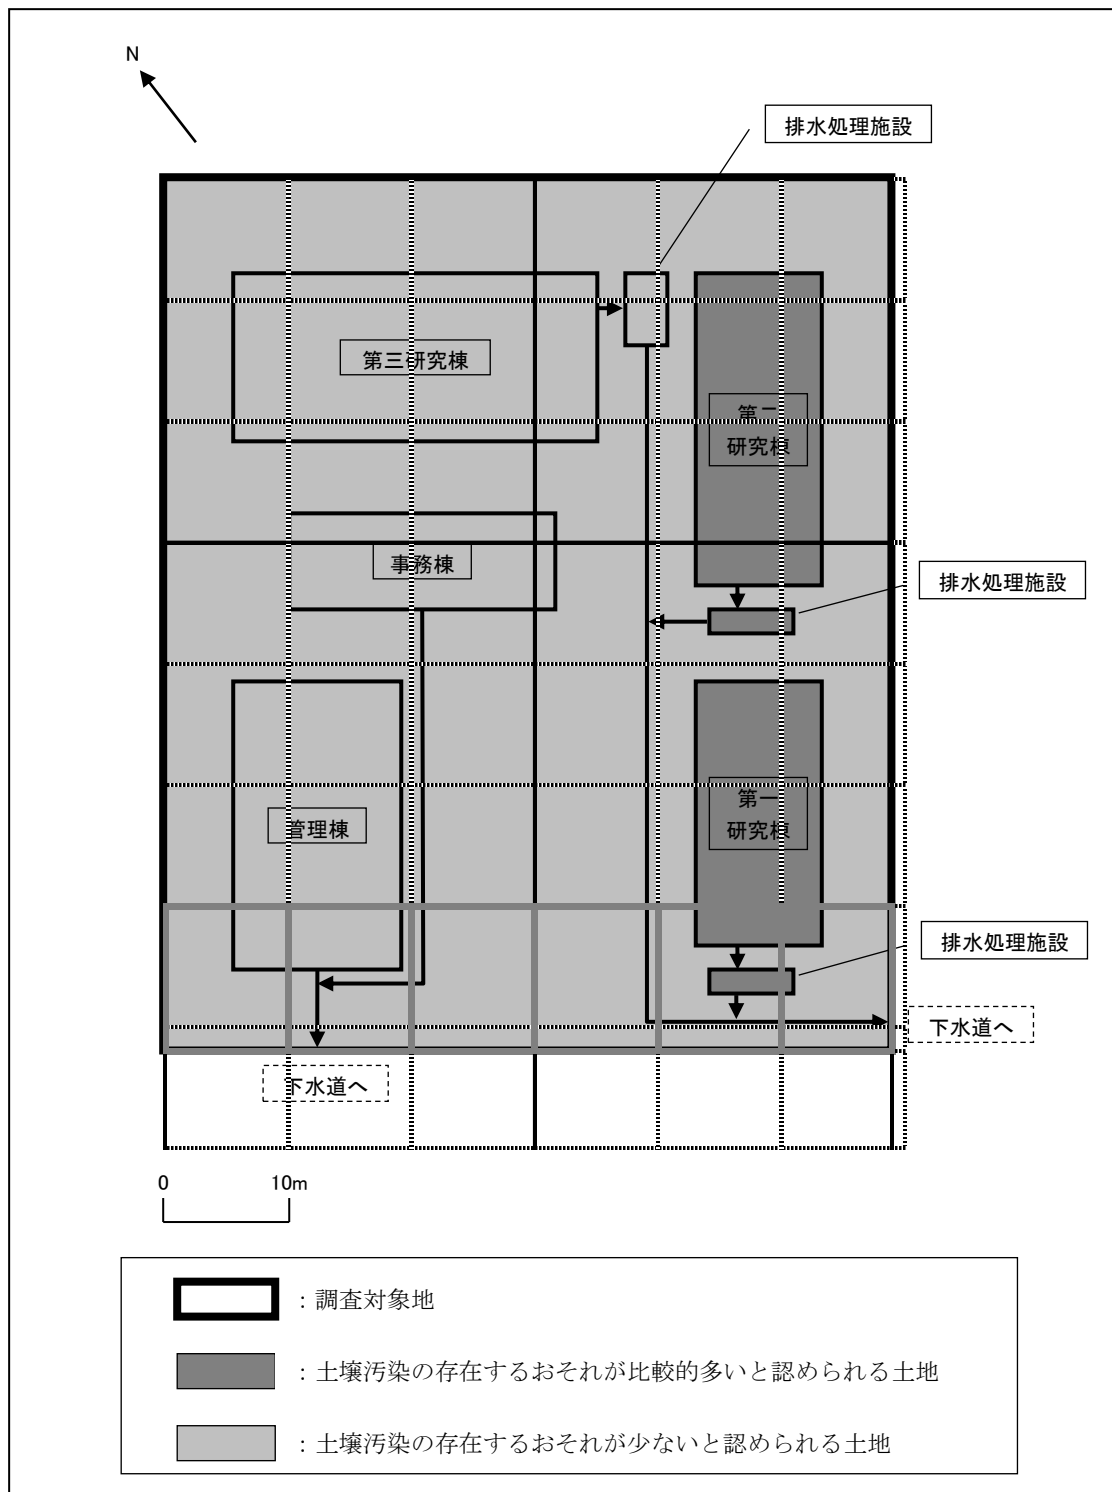 N
排水処理施設
第三研究棟
第二
研究棟
事務棟
排水処理施設
第一
研究棟
管理棟
排水処理施設
下水道へ
下水道へ
0 10m
：調査対象地
：土壌汚染の存在するおそれが比較的多いと認められる土地
：土壌汚染の存在するおそれが少ないと認められる土地